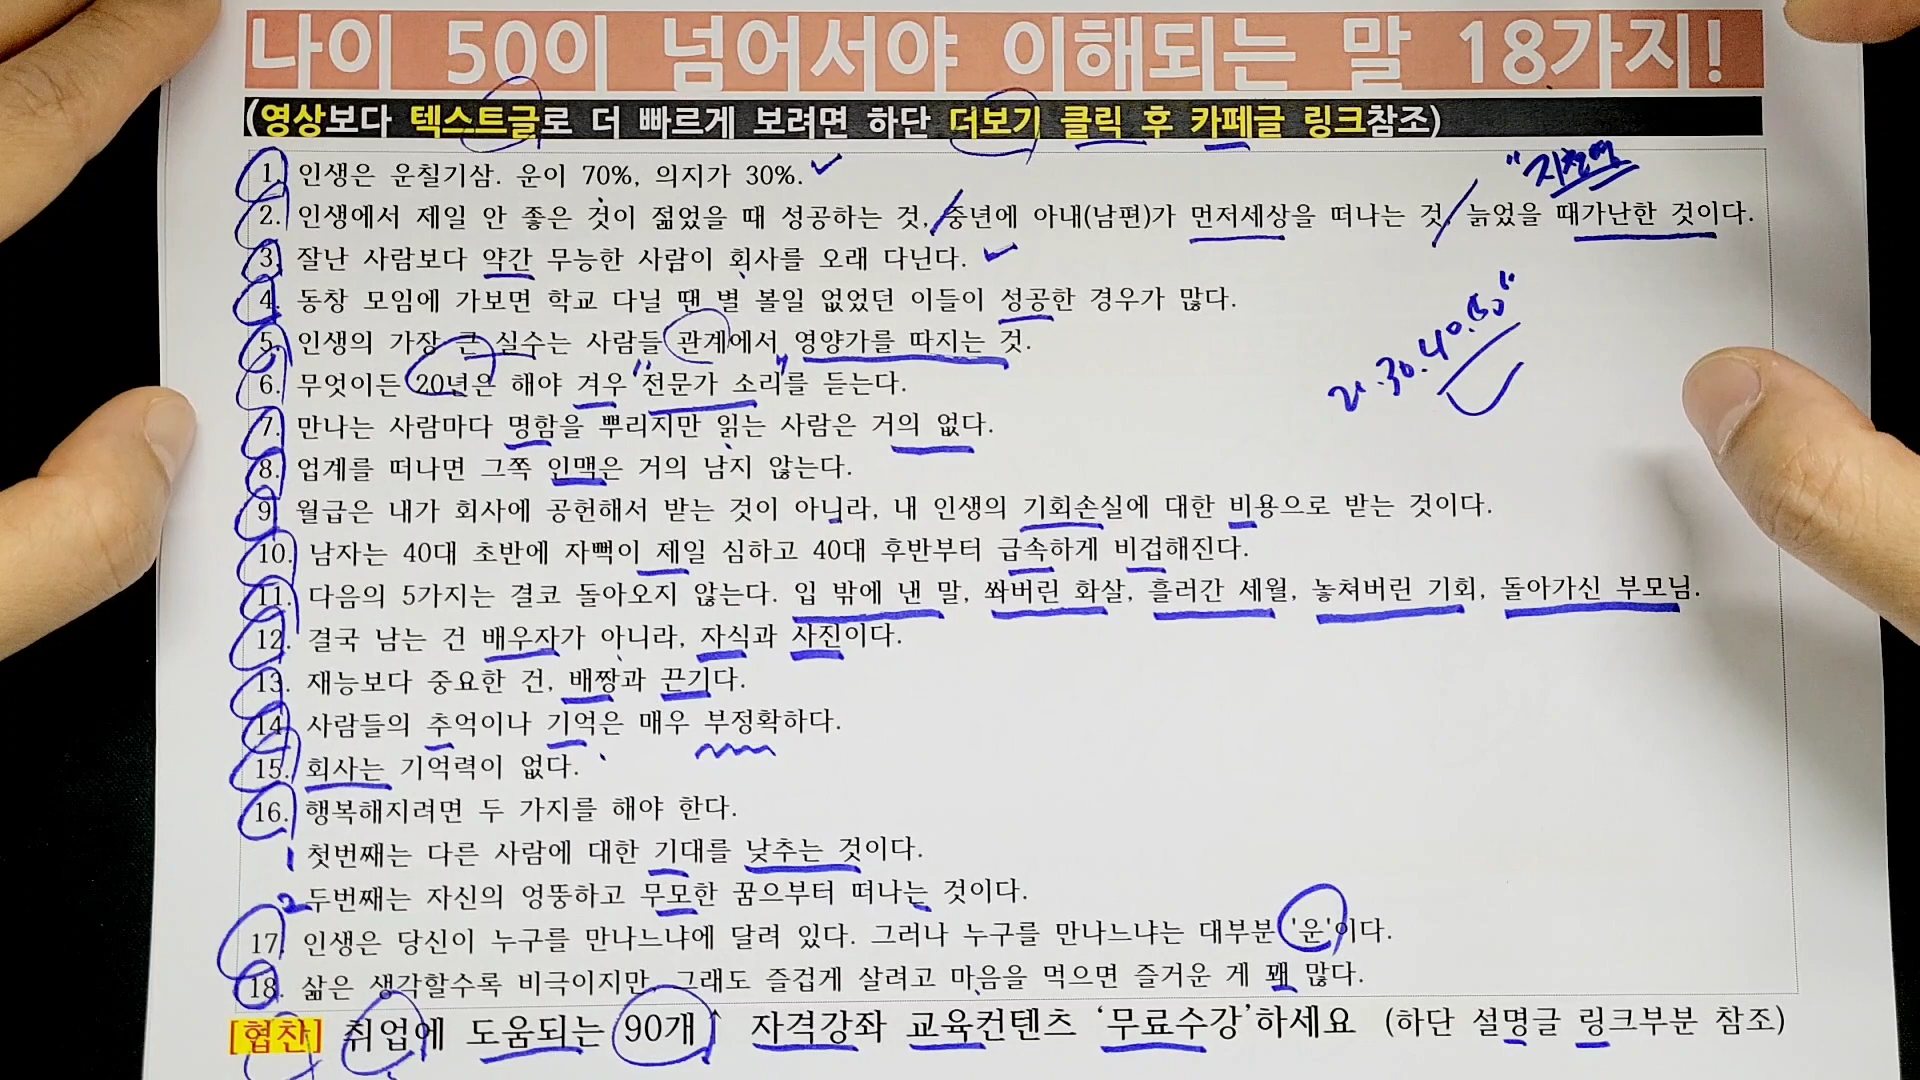 나이 50이 넘어서야 이해되는 말 18가지!
(영상보다 텍스트글로 더 빠르게 보려면 하단 더보기 클릭 후 카페글 링크참조)
1. 인생은 운칠기삼. 운이 70%, 의지가 30%.
"지천명
2. 인생에서 제일 안 좋은 것이 젊었을 때 성공하는 것, 중년에 아내(남편)가 먼저세상을 떠나는 것, 늙었을 때가난한 것이다.
3. 잘난 사람보다 약간 무능한 사람이 회사를 오래 다닌다.
4. 동창 모임에 가보면 학교 다닐 땐 별 볼일 없었던 이들이 성공한 경우가 많다.
5. 인생의 가장 큰 실수는 사람들 관계에서 영양가를 따지는 것.
6. 무엇이든 20년은 해야 겨우 "전문가 소리"를 듣는다.
7. 만나는 사람마다 명함을 뿌리지만 읽는 사람은 거의 없다.
8. 업계를 떠나면 그쪽 인맥은 거의 남지 않는다.
9. 월급은 내가 회사에 공헌해서 받는 것이 아니라, 내 인생의 기회손실에 대한 비용으로 받는 것이다.
10. 남자는 40대 초반에 자뻑이 제일 심하고 40대 후반부터 급속하게 비겁해진다.
11. 다음의 5가지는 결코 돌아오지 않는다. 입 밖에 낸 말, 쏴버린 화살, 흘러간 세월, 놓쳐버린 기회, 돌아가신 부모님.
12. 결국 남는 건 배우자가 아니라, 자식과 사진이다.
13. 재능보다 중요한 건, 배짱과 끈기다.
14. 사람들의 추억이나 기억은 매우 부정확하다.
15. 회사는 기억력이 없다.
16. 행복해지려면 두 가지를 해야 한다.
1 첫번째는 다른 사람에 대한 기대를 낮추는 것이다.
2 두번째는 자신의 엉뚱하고 무모한 꿈으부터 떠나는 것이다.
17. 인생은 당신이 누구를 만나느냐에 달려 있다. 그러나 누구를 만나느냐는 대부분 '운'이다.
18. 삶은 생각할수록 비극이지만, 그래도 즐겁게 살려고 마음을 먹으면 즐거운 게 꽤 많다.
[협찬] 취업에 도움되는 90개↑ 자격강좌 교육컨텐츠 '무료수강'하세요 (하단 설명글 링크부분 참조)